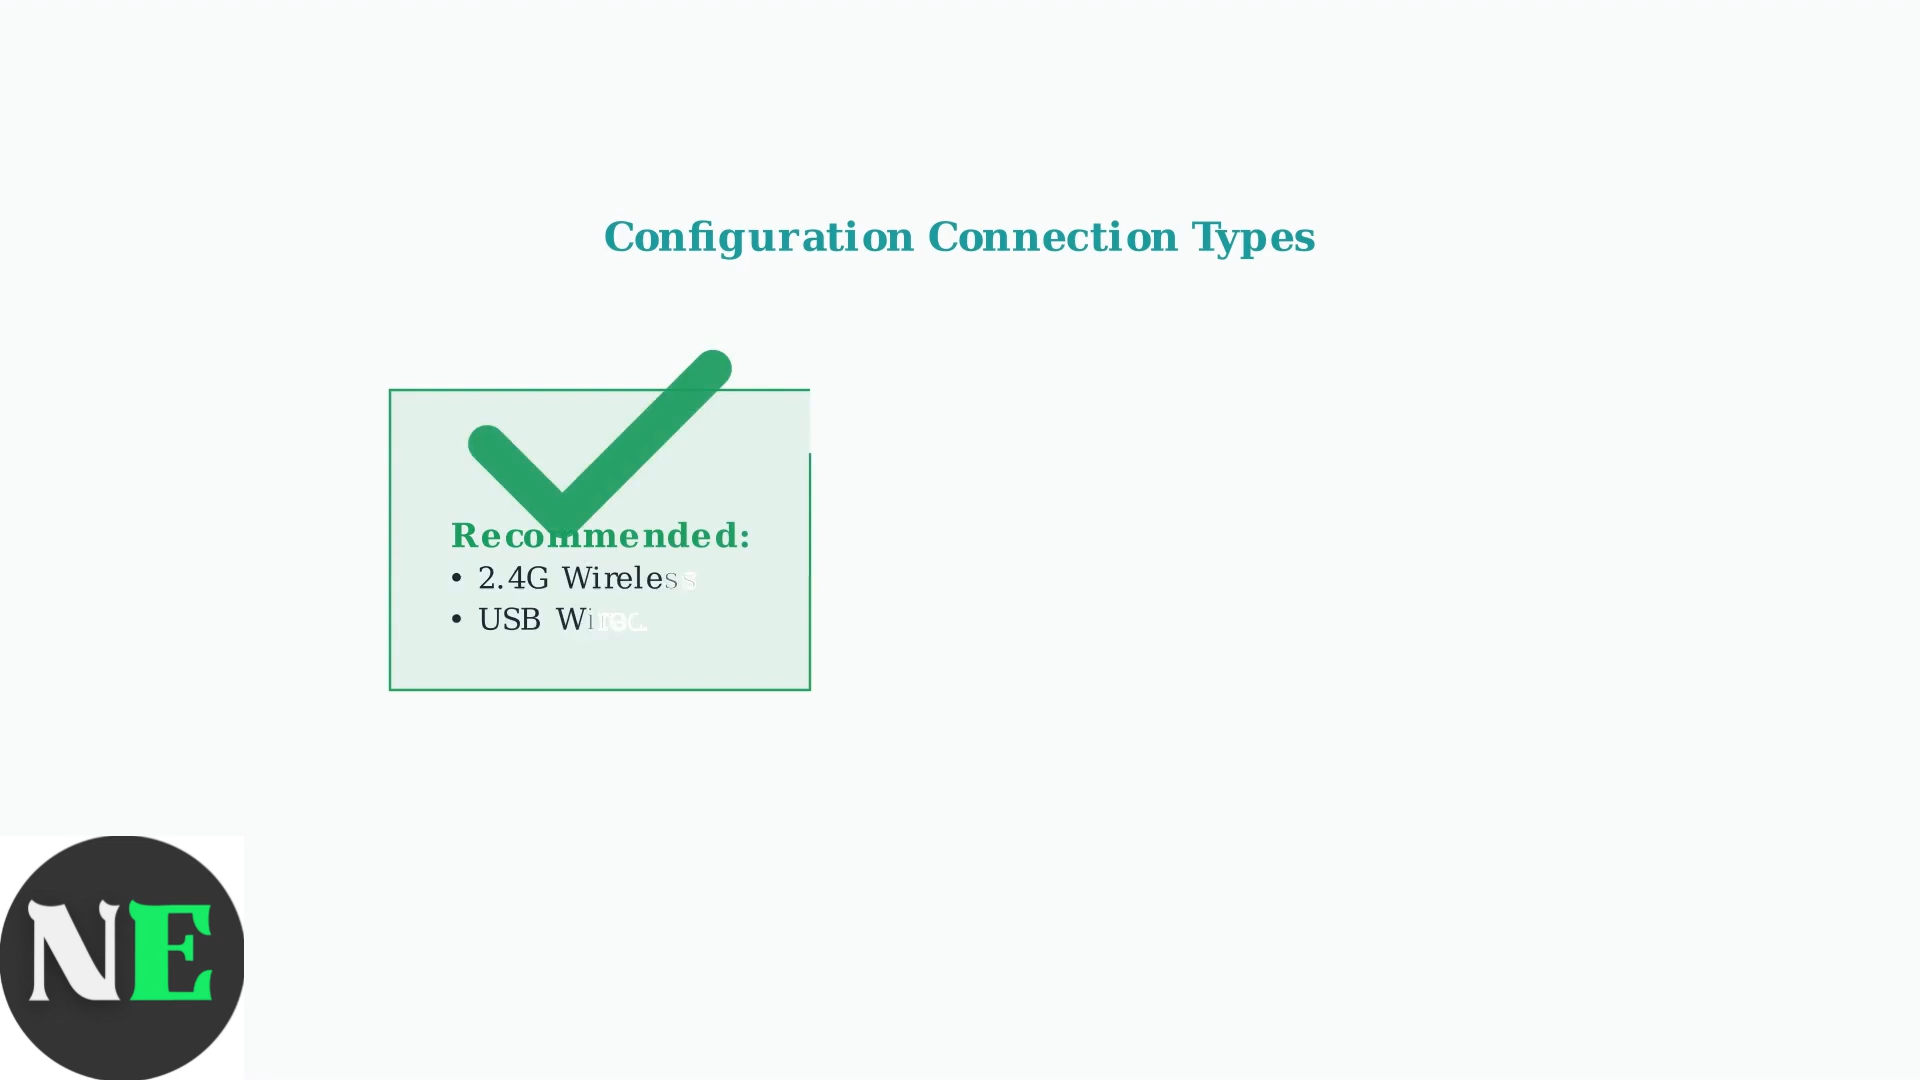 Configuration Connection Types
Recommended:
• 2.4G Wireless
• USB
NE